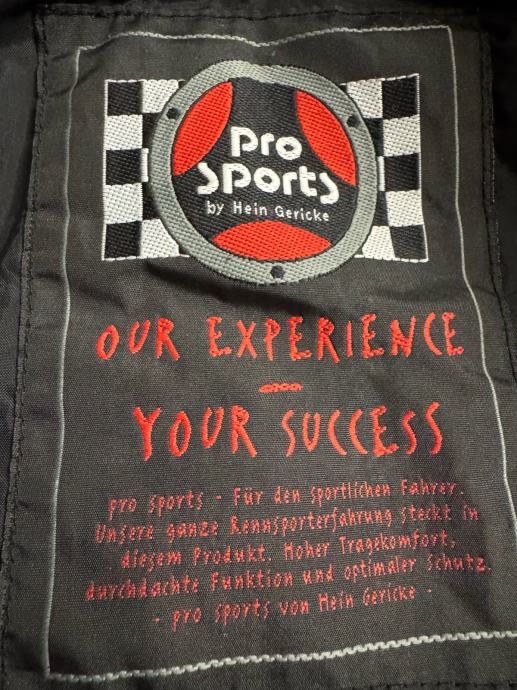 pro
sports
by Hein Gericke
OUR EXPERIENCE
—
YOUR SUCCESS
pro sports - Für den sportlichen Fahrer.
Unsere ganze Rennsporterfahrung steckt in
diesem Produkt. Hoher Tragekomfort,
durchdachte Funktion und optimaler Schutz.
- pro sports von Hein Gericke -